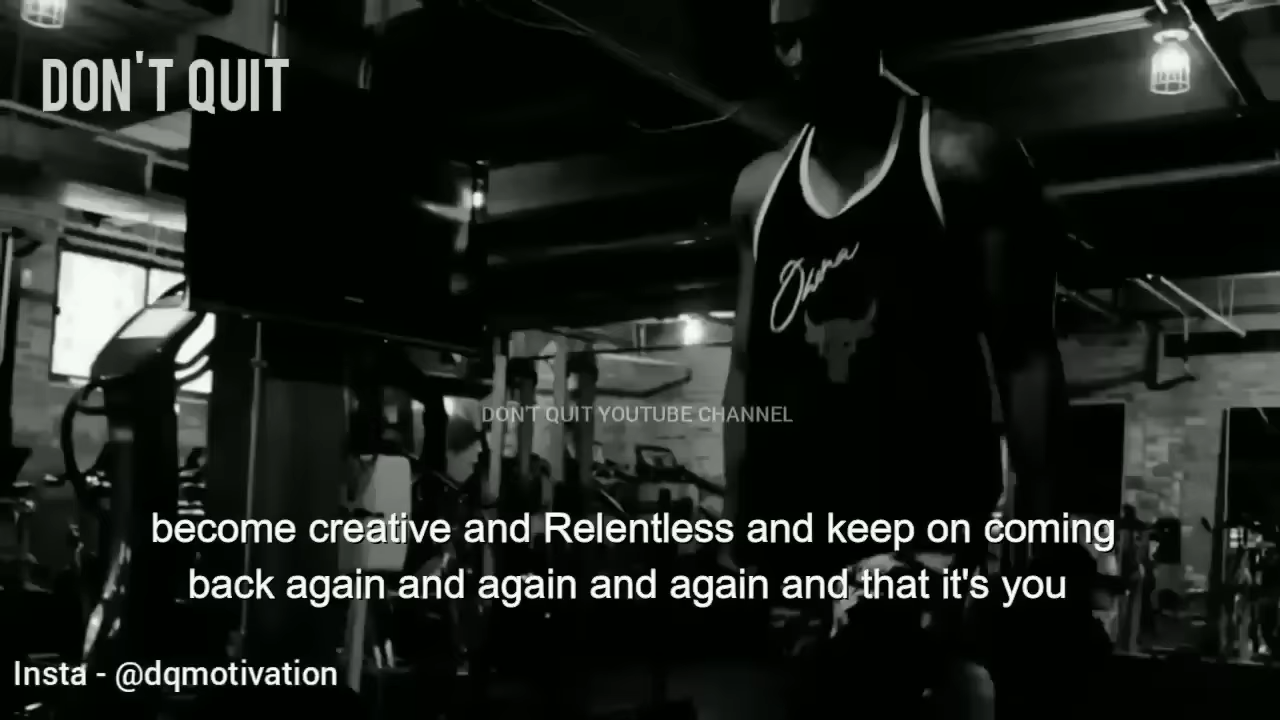 DON'T QUIT
DON'T QUIT YOUTUBE CHANNEL
become creative and Relentless and keep on coming
back again and again and again and that it's you
Insta - @dqmotivation